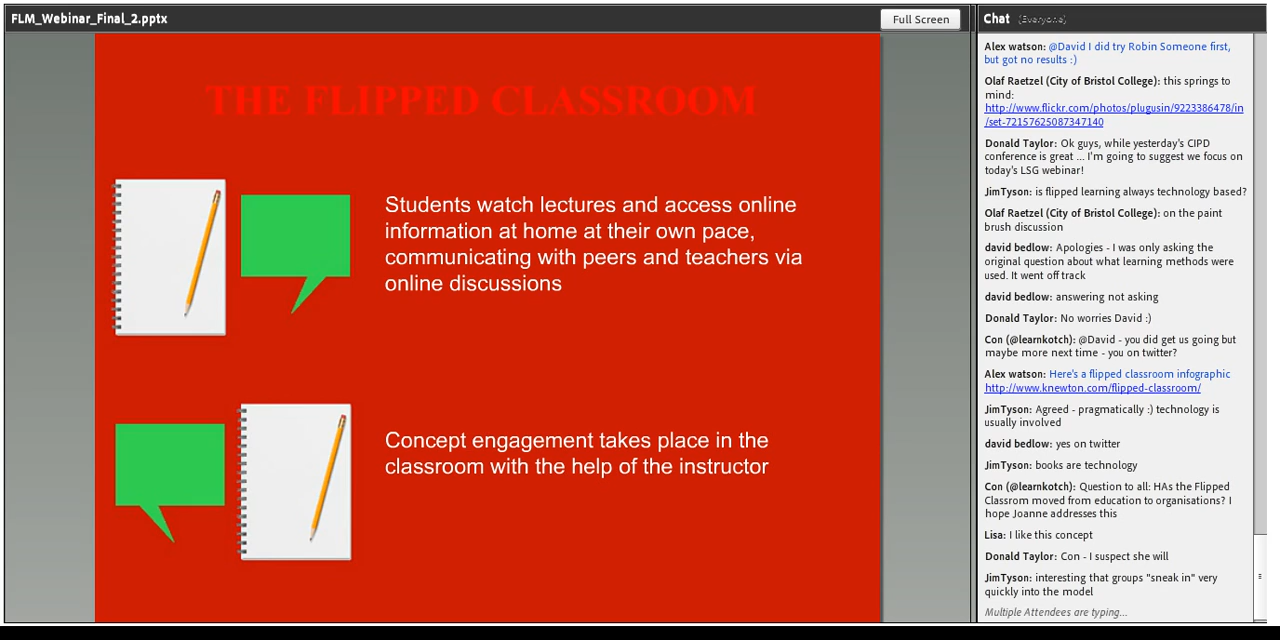 FLM_Webinar_Final_2.pptx
Full Screen
THE FLIPPED CLASSROOM
Students watch lectures and access online
information at home at their own pace,
communicating with peers and teachers via
online discussions
Concept engagement takes place in the
classroom with the help of the instructor
Chat (Everyone)
Alex watson: @David I did try Robin Someone first,
but got no results :)
Olaf Raetzel (City of Bristol College): this springs to
mind:
http://www.flickr.com/photos/plugusin/9223386478/in
/set-72157625087347140
Donald Taylor: Ok guys, while yesterday's CIPD
conference is great ... I'm going to suggest we focus on
today's LSG webinar!
JimTyson: is flipped learning always technology based?
Olaf Raetzel (City of Bristol College): on the paint
brush discussion
david bedlow: Apologies - I was only asking the
original question about what learning methods were
used. It went off track
david bedlow: answering not asking
Donald Taylor: No worries David :)
Con (@learnkotch): @David - you did get us going but
maybe more next time - you on twitter?
Alex watson: Here's a flipped classroom infographic
http://www.knewton.com/flipped-classroom/
JimTyson: Agreed - pragmatically :) technology is
usually involved
david bedlow: yes on twitter
JimTyson: books are technology
Con (@learnkotch): Question to all: HAs the Flipped
Classrom moved from education to organisations? I
hope Joanne addresses this
Lisa: I like this concept
Donald Taylor: Con - I suspect she will
JimTyson: interesting that groups "sneak in" very
quickly into the model
Multiple Attendees are typing...